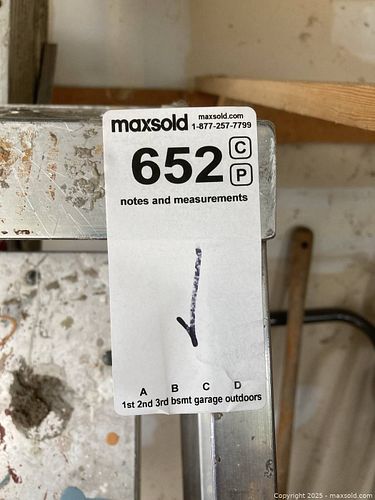 maxsold maxsold.com
1-877-257-7799
652 C
P
notes and measurements
A B C D
1st 2nd 3rd bsmt garage outdoors
Copyright 2025 - maxsold.com